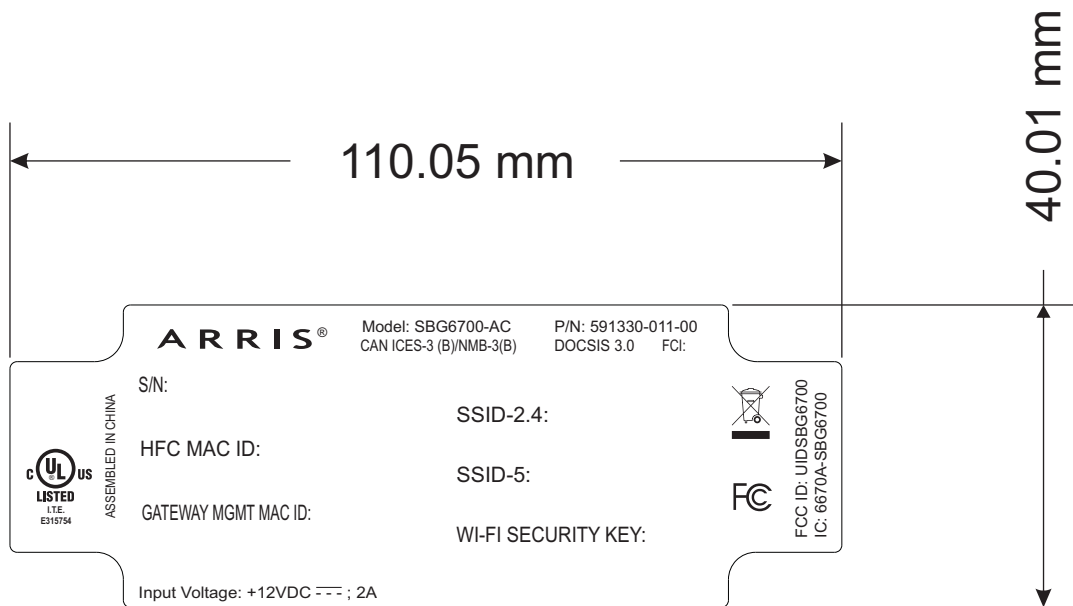 110.05 mm
40.01 mm
ARRIS®
Model: SBG6700-AC
P/N: 591330-011-00
CAN ICES-3 (B)/NMB-3(B)
DOCSIS 3.0
FCI:
S/N:
SSID-2.4:
HFC MAC ID:
SSID-5:
GATEWAY MGMT MAC ID:
WI-FI SECURITY KEY:
Input Voltage: +12VDC ; 2A
ASSEMBLED IN CHINA
C UL® US
LISTED
I.T.E.
E315754
FC
FCC ID: UIDSBG6700
IC: 6670A-SBG6700